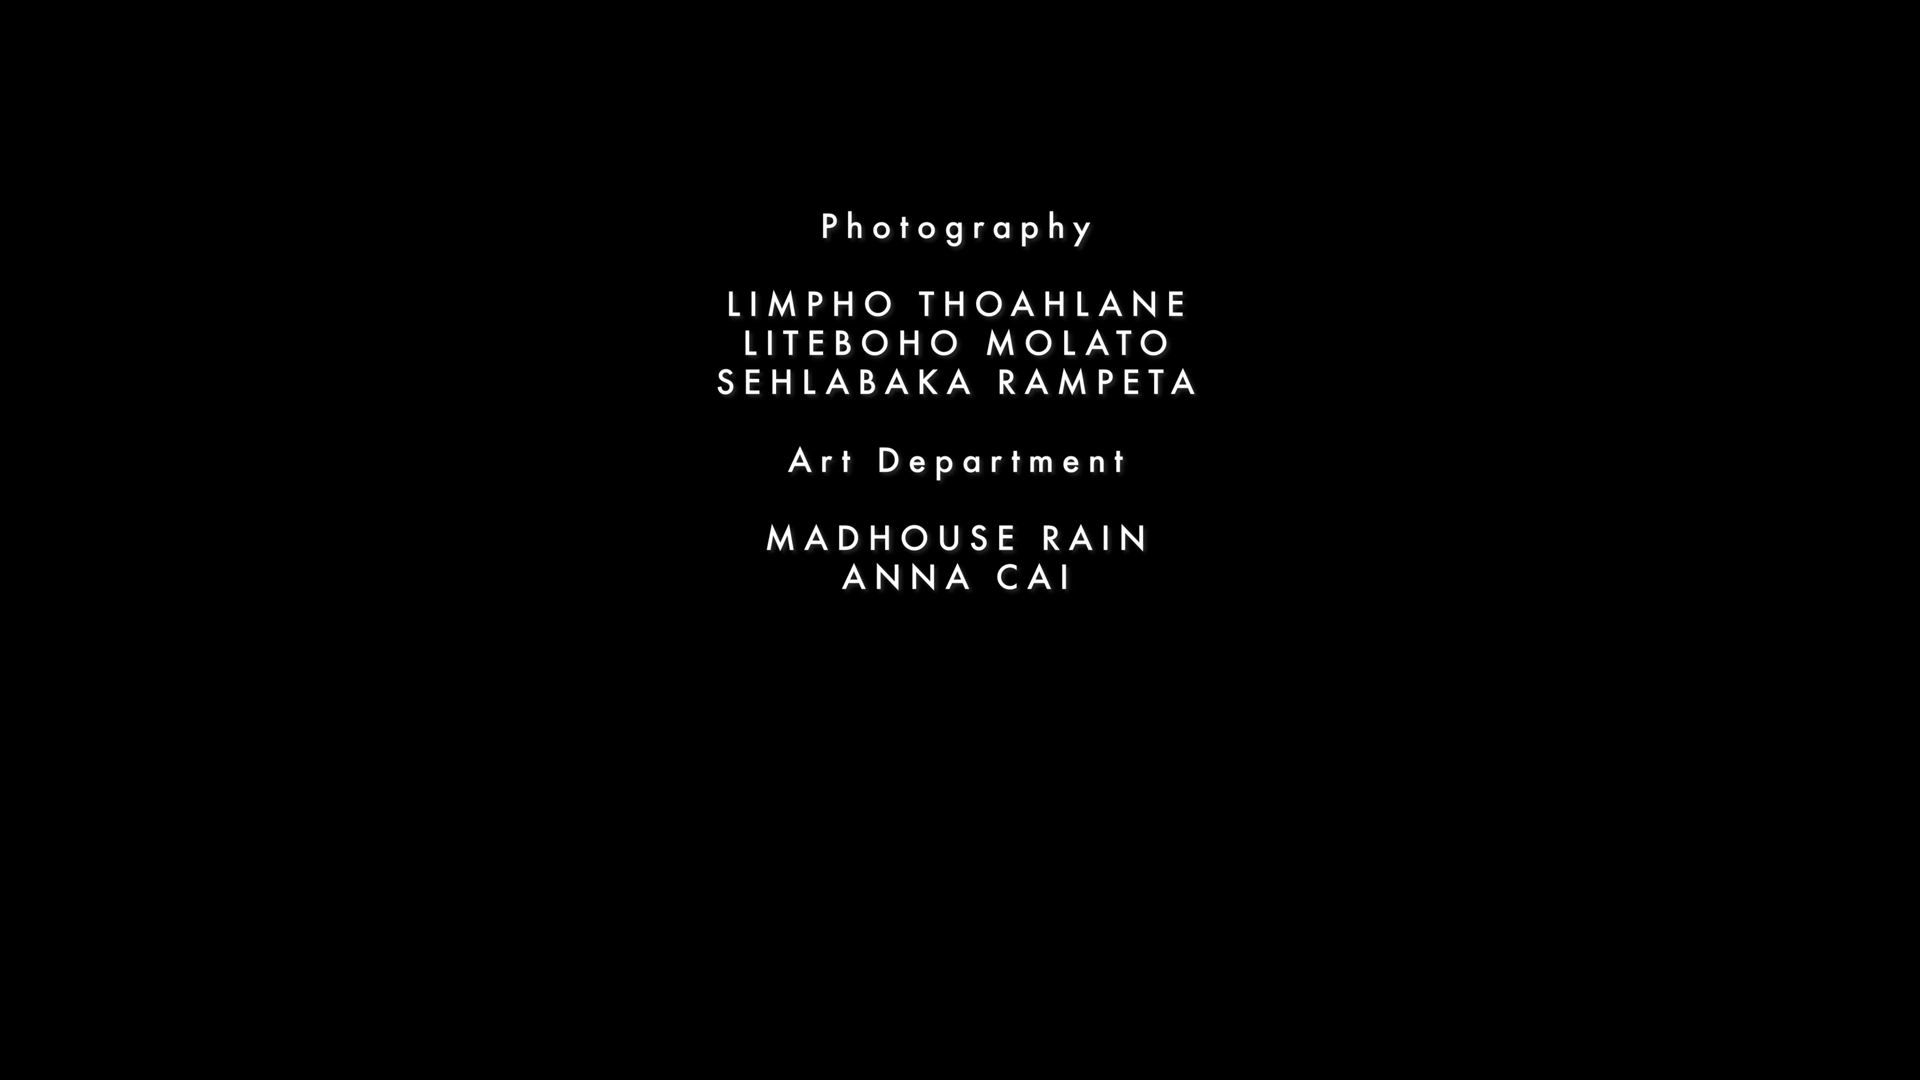 Photography
LIMPHO THOAHLANE
LITEBOHO MOLATO
SEHLABAKA RAMPETA
Art Department
MADHOUSE RAIN
ANNA CAI